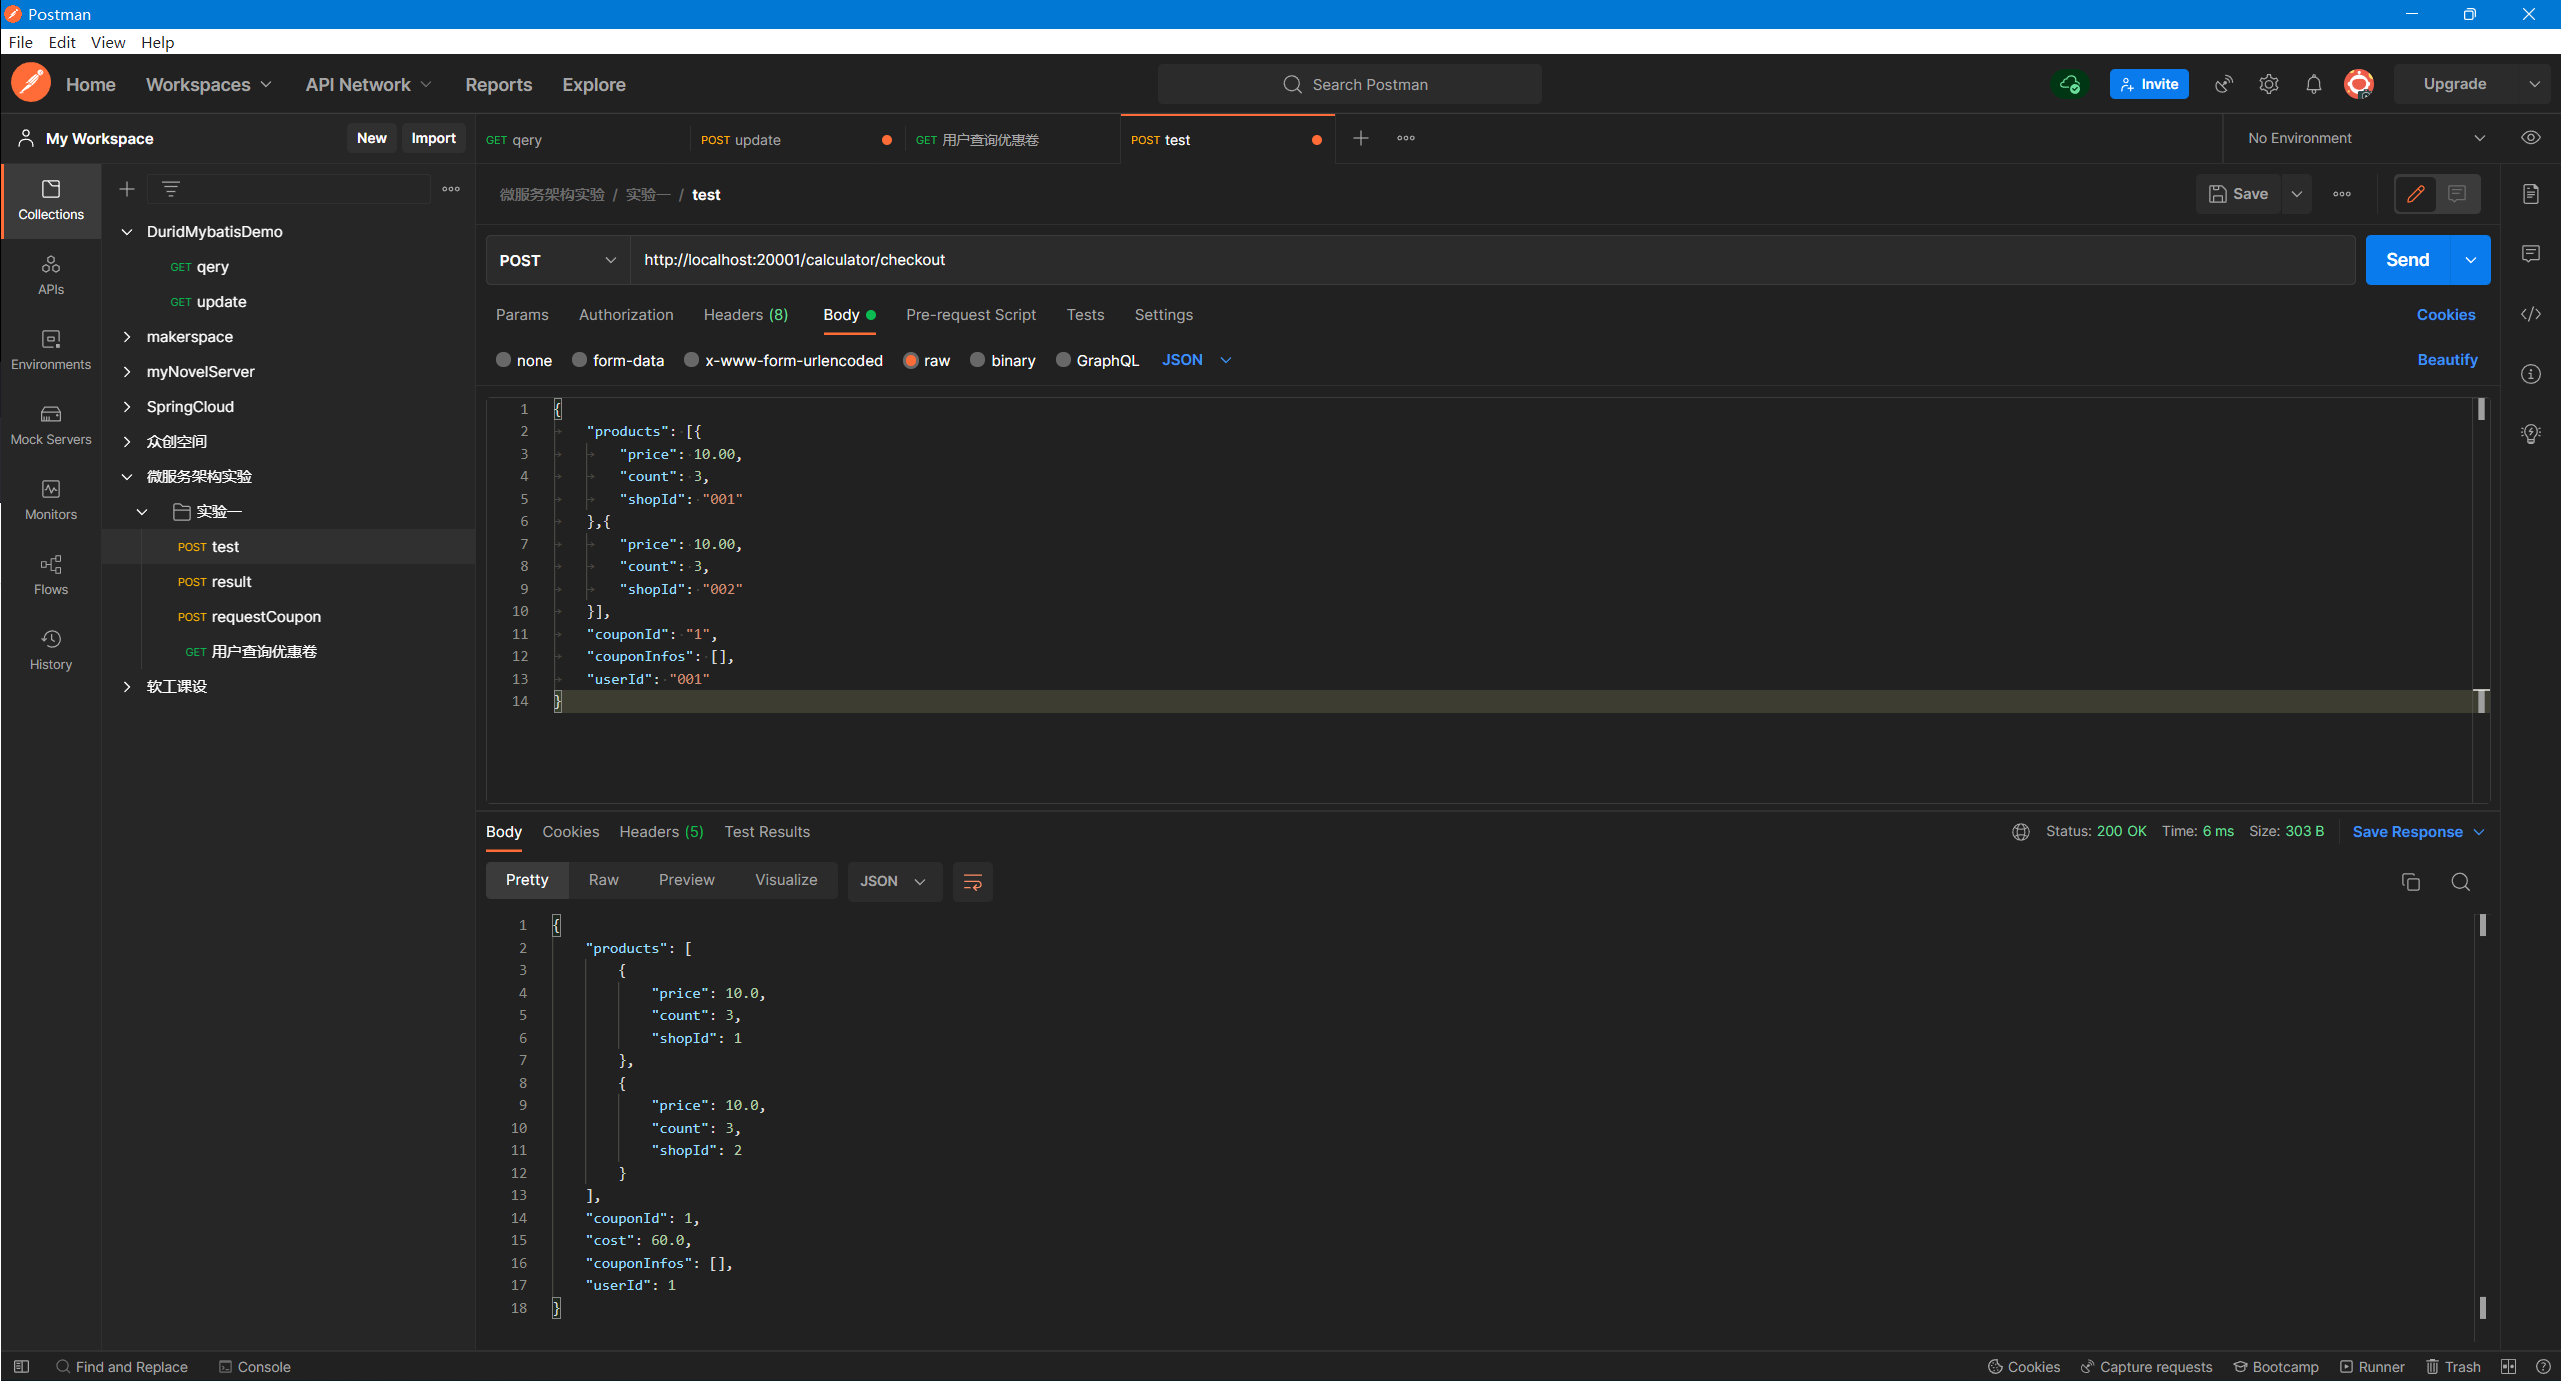 Postman
File Edit View Help
Home Workspaces API Network Reports Explore Search Postman Invite Upgrade
My Workspace New Import GET qery POST update GET 用户查询优惠卷 POST test No Environment
Collections
APIs
Environments
Mock Servers
Monitors
Flows
History
DuridMybatisDemo
GET qery
GET update
makerspace
myNovelServer
SpringCloud
众创空间
微服务架构实验
实验一
POST test
POST result
POST requestCoupon
GET 用户查询优惠卷
软工课设
微服务架构实验 / 实验一 / test Save
POST http://localhost:20001/calculator/checkout Send
Params Authorization Headers (8) Body Pre-request Script Tests Settings Cookies
none form-data x-www-form-urlencoded raw binary GraphQL JSON Beautify
1 {
2 "products": [{
3 "price": 10.00,
4 "count": 3,
5 "shopId": "001"
6 },{
7 "price": 10.00,
8 "count": 3,
9 "shopId": "002"
10 }],
11 "couponId": "1",
12 "couponInfos": [],
13 "userId": "001"
14 }
Body Cookies Headers (5) Test Results Status: 200 OK Time: 6 ms Size: 303 B Save Response
Pretty Raw Preview Visualize JSON
1 {
2 "products": [
3 {
4 "price": 10.0,
5 "count": 3,
6 "shopId": 1
7 },
8 {
9 "price": 10.0,
10 "count": 3,
11 "shopId": 2
12 }
13 ],
14 "couponId": 1,
15 "cost": 60.0,
16 "couponInfos": [],
17 "userId": 1
18 }
Find and Replace Console Cookies Capture requests Bootcamp Runner Trash